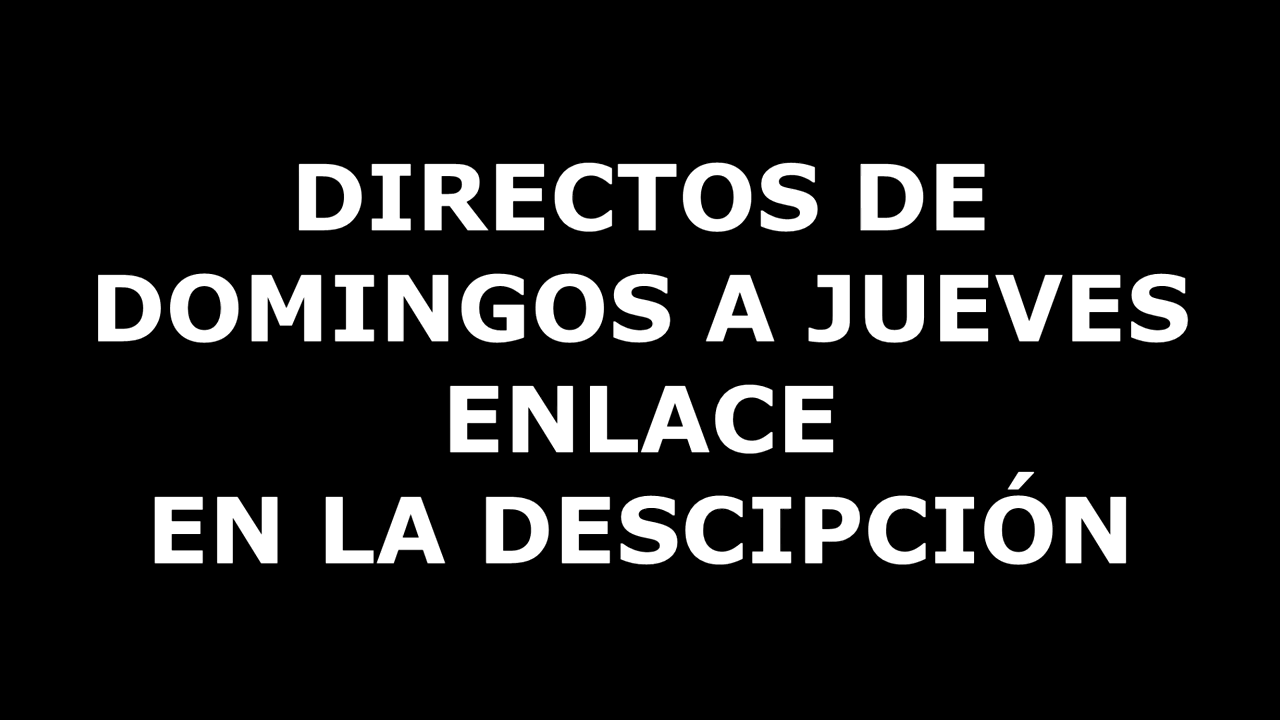 DIRECTOS DE
DOMINGOS A JUEVES
ENLACE
EN LA DESCIPCIÓN